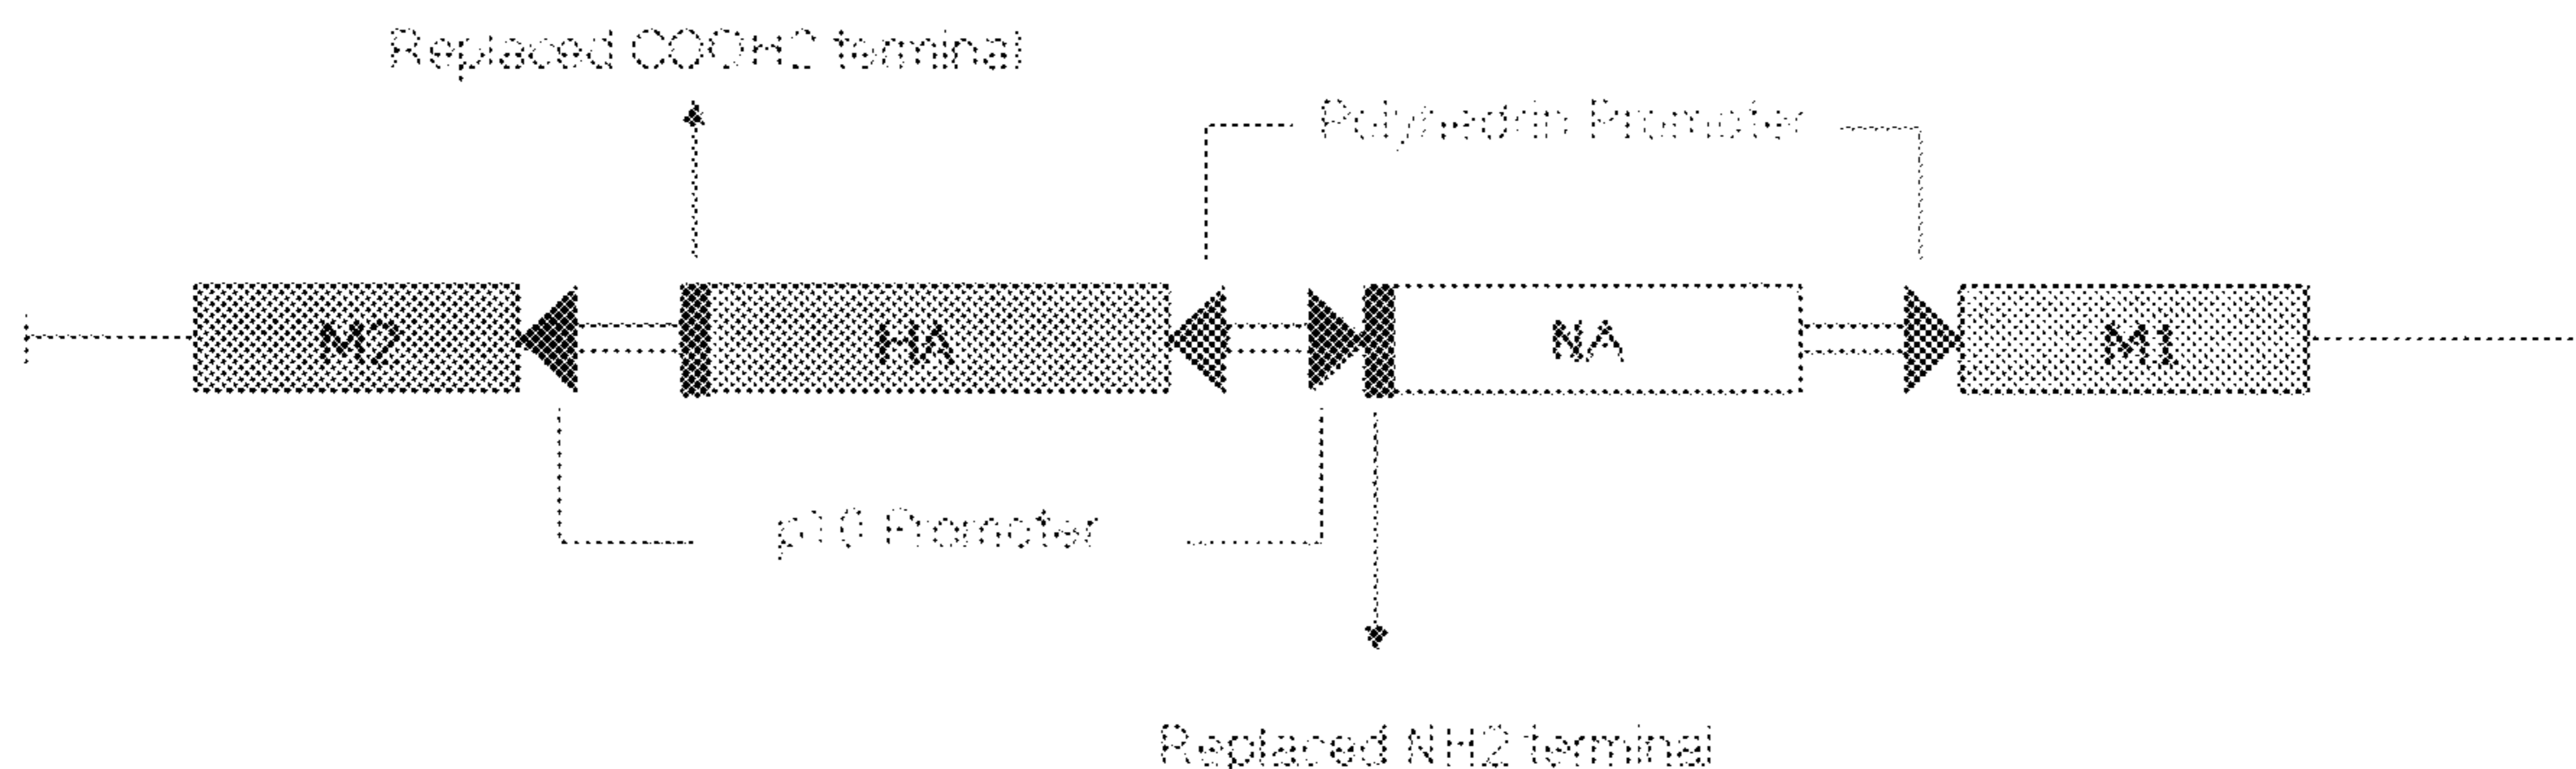 Replaced COOH2 terminal
Polyhedrin Promoter
M2
HA
NA
M1
p10 Promoter
Replaced NH2 terminal